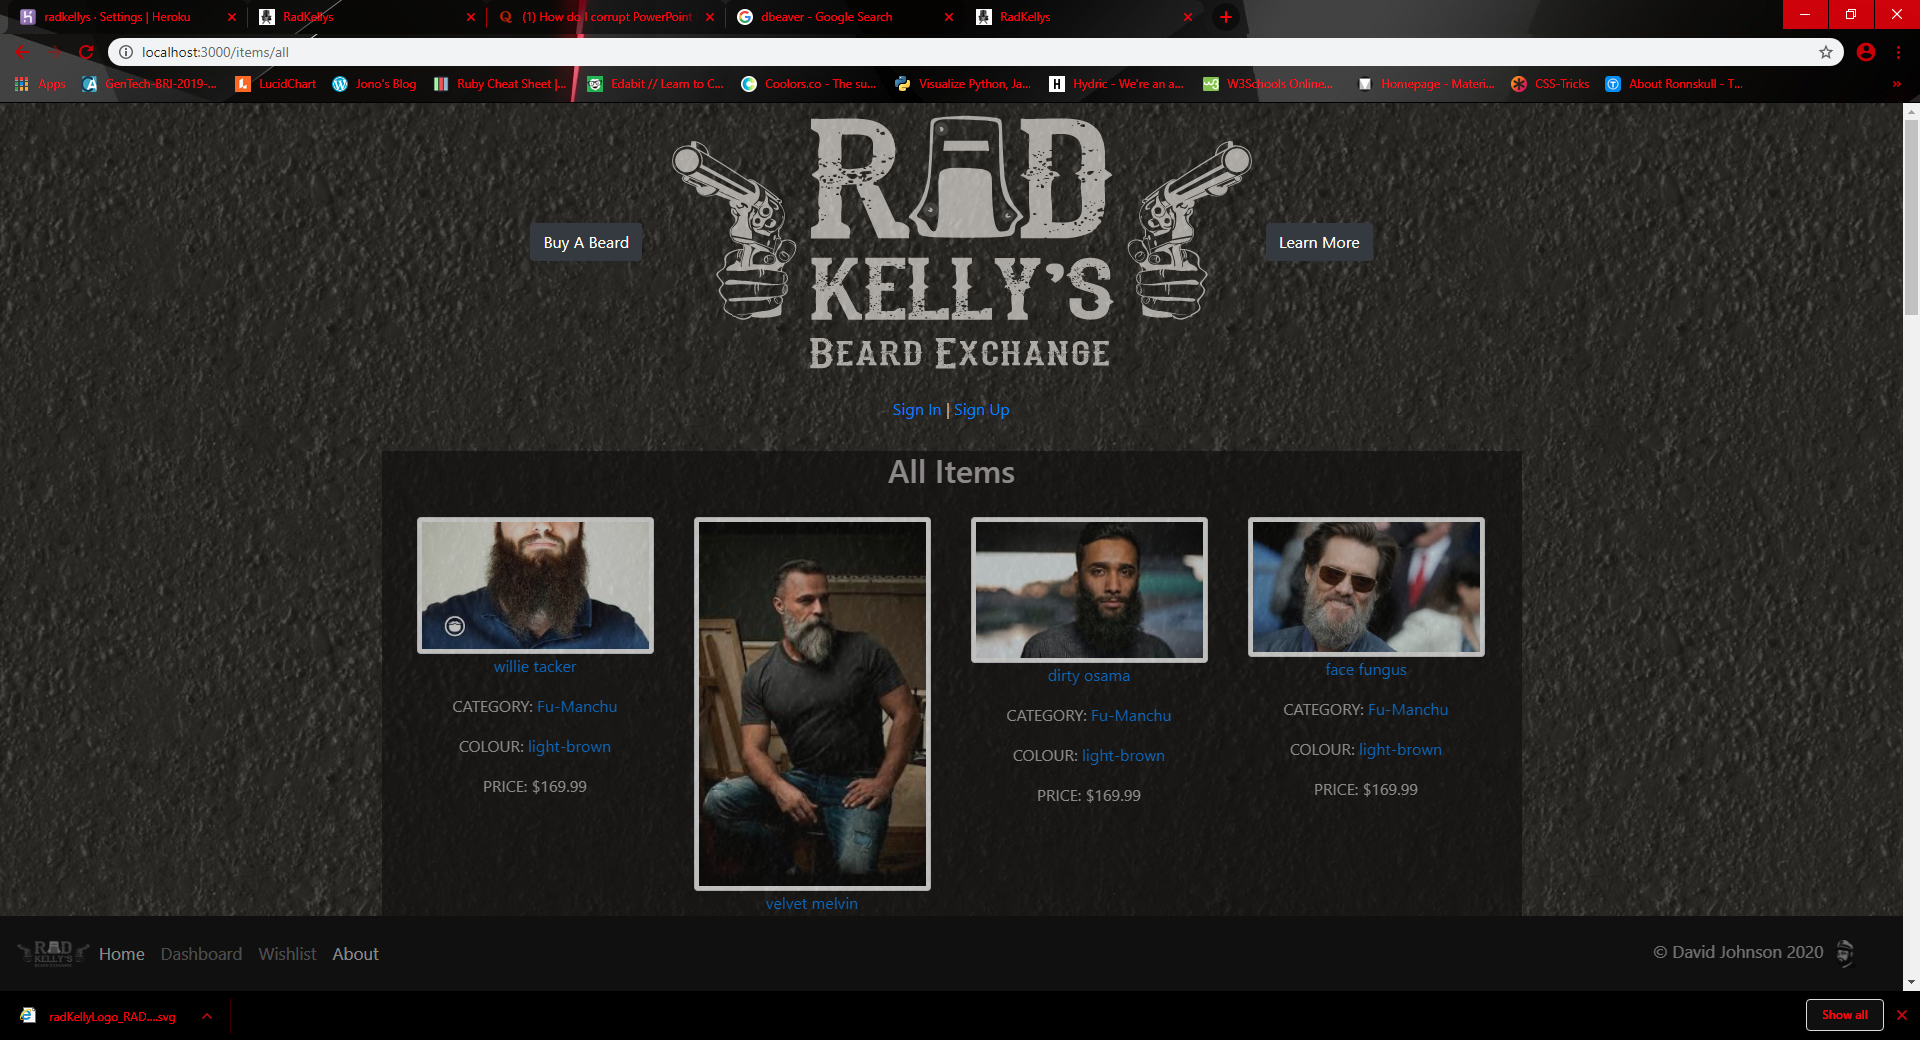 radkellys · Settings | Heroku
RadKellys
(1) How do I corrupt PowerPoint
dbeaver - Google Search
RadKellys
localhost:3000/items/all
Apps
GenTech-BRI-2019-...
LucidChart
Jono's Blog
Ruby Cheat Sheet |...
Edabit // Learn to C...
Coolors.co - The su...
Visualize Python, Ja...
Hydric - We're an a...
W3Schools Online...
Homepage - Materi...
CSS-Tricks
About Ronnskull - T...
RAD
KELLY'S
BEARD EXCHANGE
Buy A Beard
Learn More
Sign In | Sign Up
All Items
willie tacker
CATEGORY: Fu-Manchu
COLOUR: light-brown
PRICE: $169.99
velvet melvin
dirty osama
CATEGORY: Fu-Manchu
COLOUR: light-brown
PRICE: $169.99
face fungus
CATEGORY: Fu-Manchu
COLOUR: light-brown
PRICE: $169.99
RAD
KELLY'S
BEARD EXCHANGE
Home Dashboard Wishlist About
© David Johnson 2020
radKellyLogo_RAD....svg
Show all